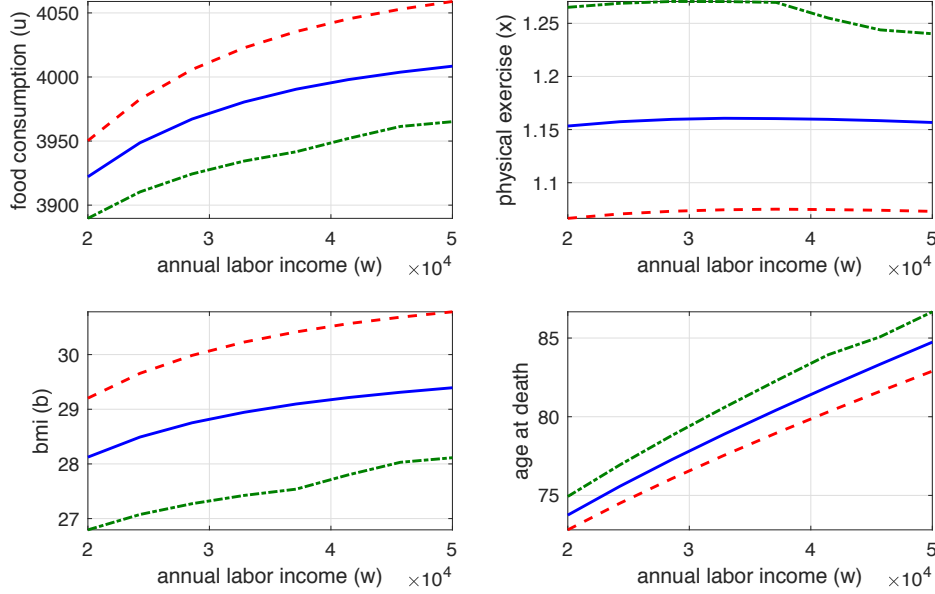 food consumption (u)
4050
4000
3950
3900
2 3 4 5
annual labor income (w) ×10^4
physical exercise (x)
1.25
1.2
1.15
1.1
2 3 4 5
annual labor income (w) ×10^4
bmi (b)
30
29
28
27
2 3 4 5
annual labor income (w) ×10^4
age at death
85
80
75
2 3 4 5
annual labor income (w) ×10^4